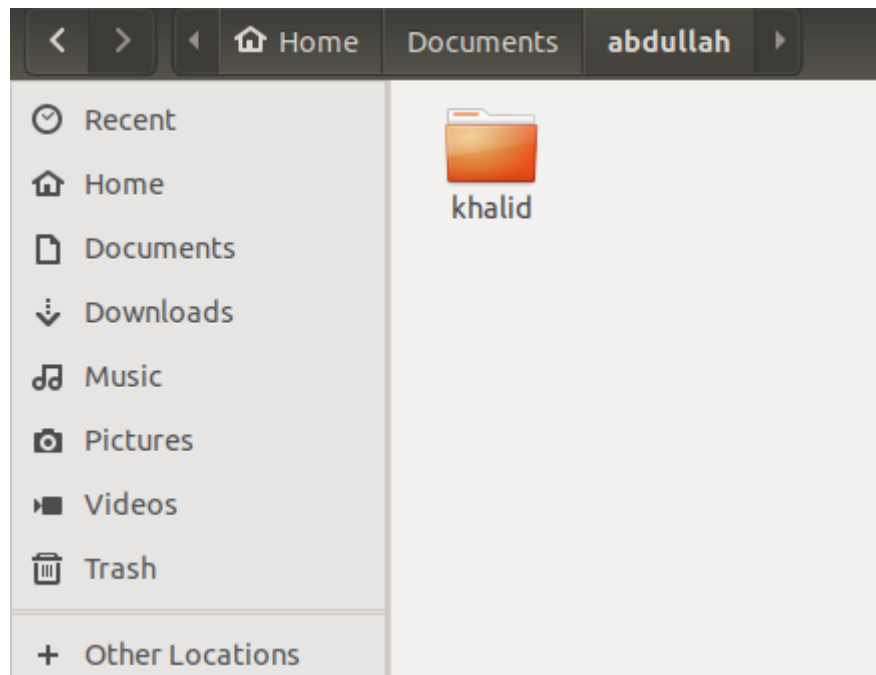 Home Documents abdullah
Recent
Home
Documents
Downloads
Music
Pictures
Videos
Trash
Other Locations
khalid